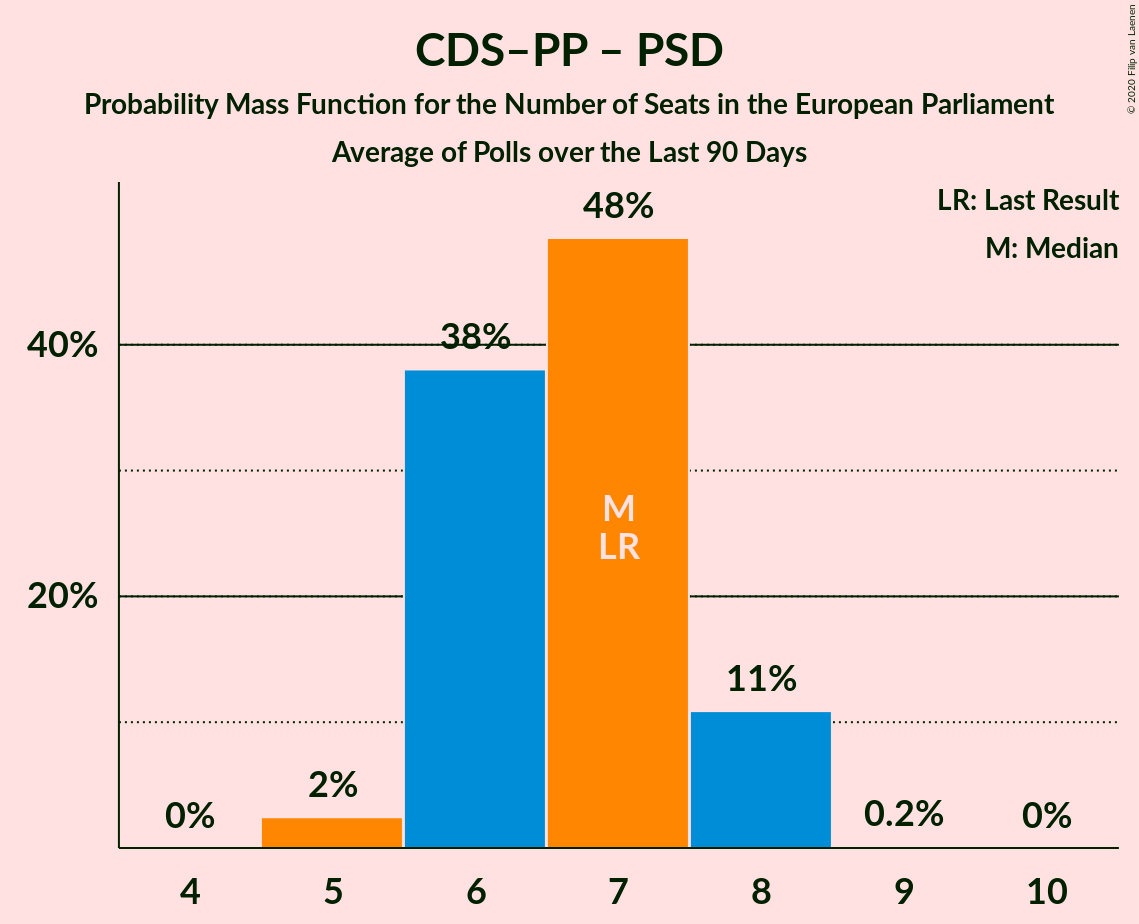 CDS–PP – PSD
Probability Mass Function for the Number of Seats in the European Parliament
Average of Polls over the Last 90 Days
© 2020 Filip van Laenen
LR: Last Result
M: Median
48%
38%
40%
M
LR
20%
11%
2%
0%
0.2%
0%
4 5 6 7 8 9 10